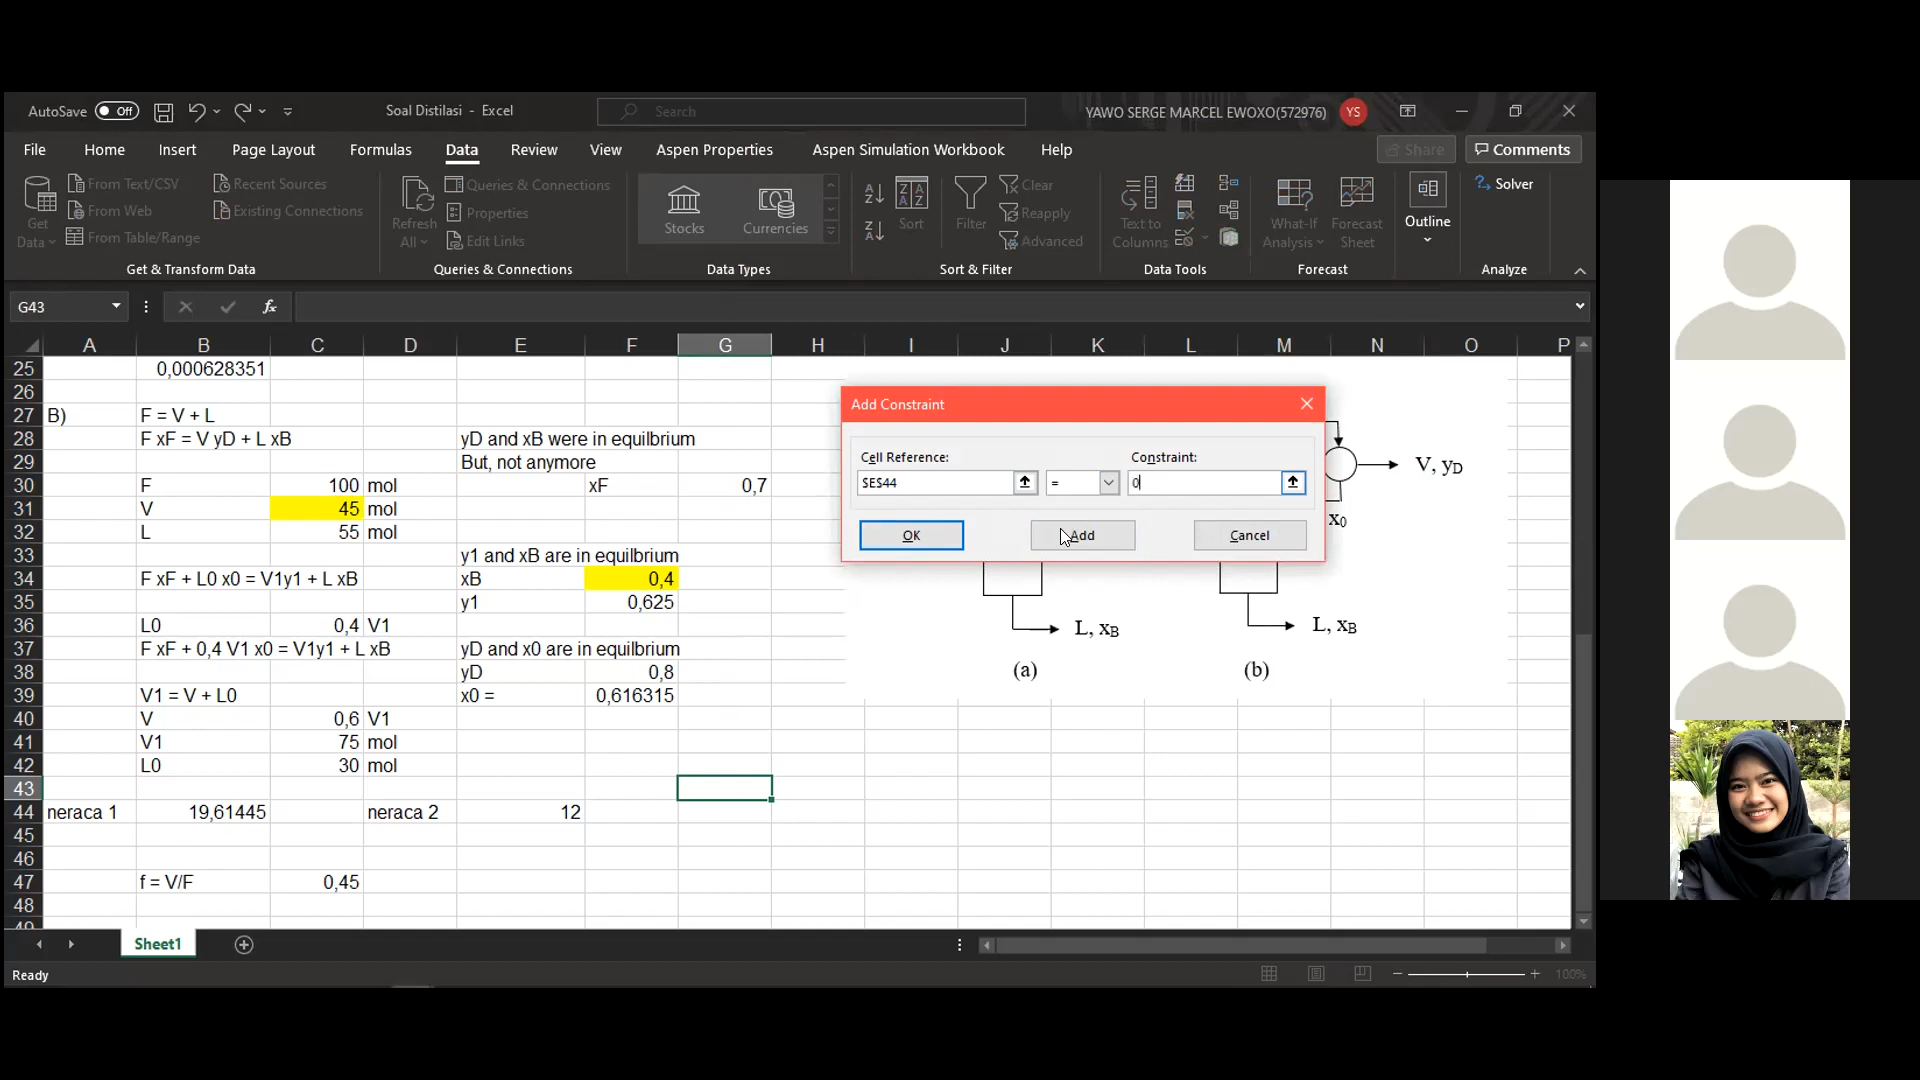 AutoSave Off Soal Distilasi - Excel Search YAWO SERGE MARCEL EWOXO(572976) YS
File Home Insert Page Layout Formulas Data Review View Aspen Properties Aspen Simulation Workbook Help Share Comments
Get Data
From Text/CSV
From Web
From Table/Range
Recent Sources
Existing Connections
Get & Transform Data
Refresh All
Queries & Connections
Properties
Edit Links
Queries & Connections
Stocks Currencies
Data Types
Sort
Filter
Clear
Reapply
Advanced
Sort & Filter
Text to Columns
Data Tools
What-If Analysis
Forecast Sheet
Forecast
Outline
Solver
Analyze
G43 fx
A B C D E F G H I J K L M N O P
25 0,000628351
26
27 B) F = V + L
28 F xF = V yD + L xB yD and xB were in equilbrium
29 But, not anymore
30 F 100 mol xF 0,7
31 V 45 mol
32 L 55 mol
33 y1 and xB are in equilbrium
34 F xF + L0 x0 = V1y1 + L xB xB 0,4
35 y1 0,625
36 L0 0,4 V1
37 F xF + 0,4 V1 x0 = V1y1 + L xB yD and x0 are in equilbrium
38 yD 0,8
39 V1 = V + L0 x0 = 0,616315
40 V 0,6 V1
41 V1 75 mol
42 L0 30 mol
43
44 neraca 1 19,61445 neraca 2 12
45
46
47 f = V/F 0,45
48
49
Add Constraint
Cell Reference: Constraint:
$E$44 = 0
OK Add Cancel
V, yD
x0
L, xB L, xB
(a) (b)
Sheet1
Ready 100%